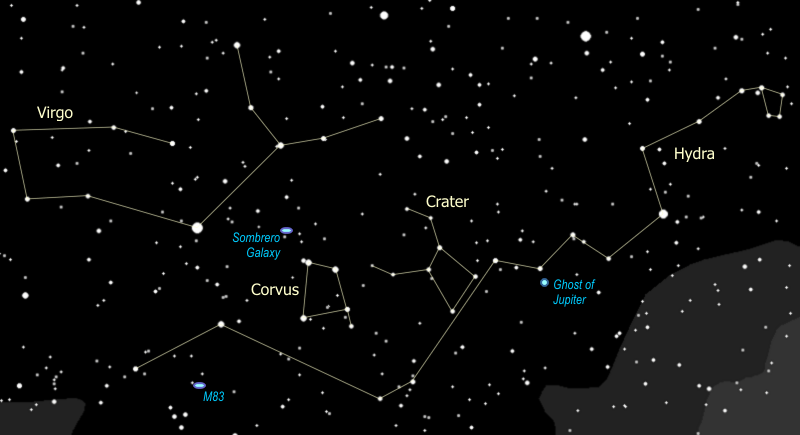 Virgo
Hydra
Crater
Sombrero
Galaxy
Corvus
Ghost of
Jupiter
M83